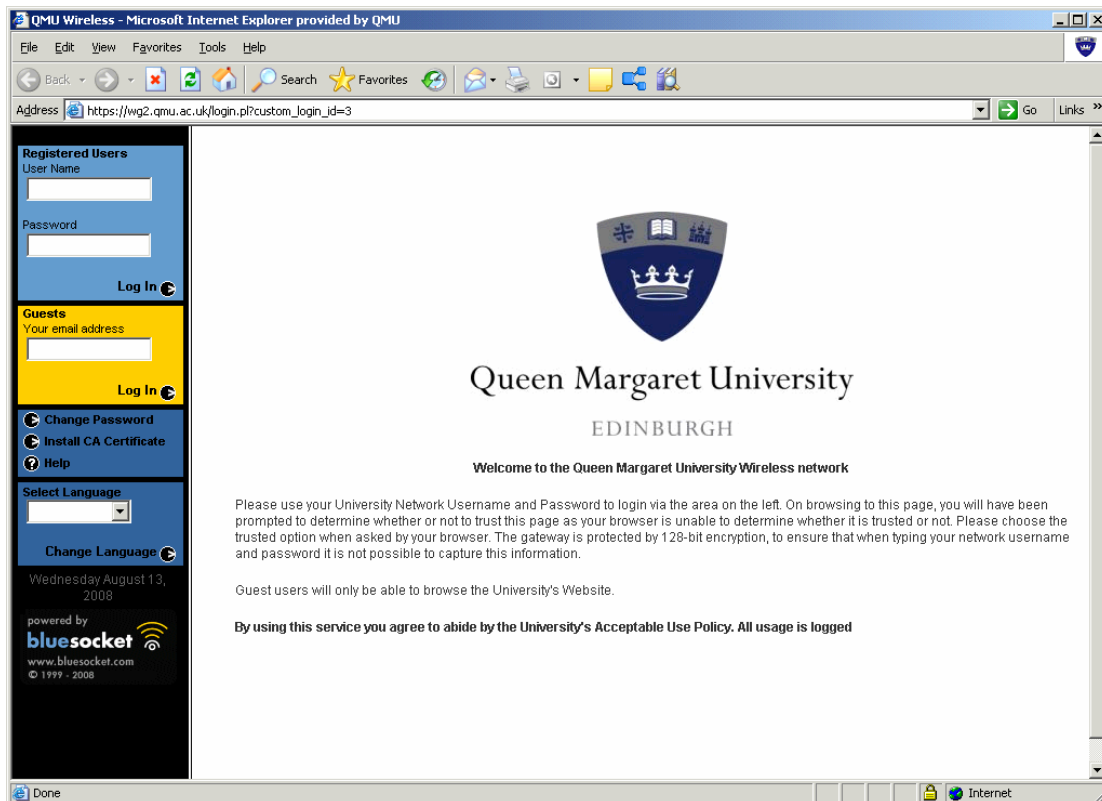 QMU Wireless - Microsoft Internet Explorer provided by QMU
File Edit View Favorites Tools Help
Back Search Favorites
Address https://wg2.qmu.ac.uk/login.pl?custom_login_id=3 Go Links »
Registered Users
User Name
Password
Log In
Guests
Your email address
Log In
Change Password
Install CA Certificate
? Help
Select Language
Change Language
Wednesday August 13,
2008
powered by
bluesocket
www.bluesocket.com
© 1999 - 2008
Queen Margaret University
EDINBURGH
Welcome to the Queen Margaret University Wireless network
Please use your University Network Username and Password to login via the area on the left. On browsing to this page, you will have been
prompted to determine whether or not to trust this page as your browser is unable to determine whether it is trusted or not. Please choose the
trusted option when asked by your browser. The gateway is protected by 128-bit encryption, to ensure that when typing your network username
and password it is not possible to capture this information.
Guest users will only be able to browse the University's Website.
By using this service you agree to abide by the University's Acceptable Use Policy. All usage is logged
Done Internet